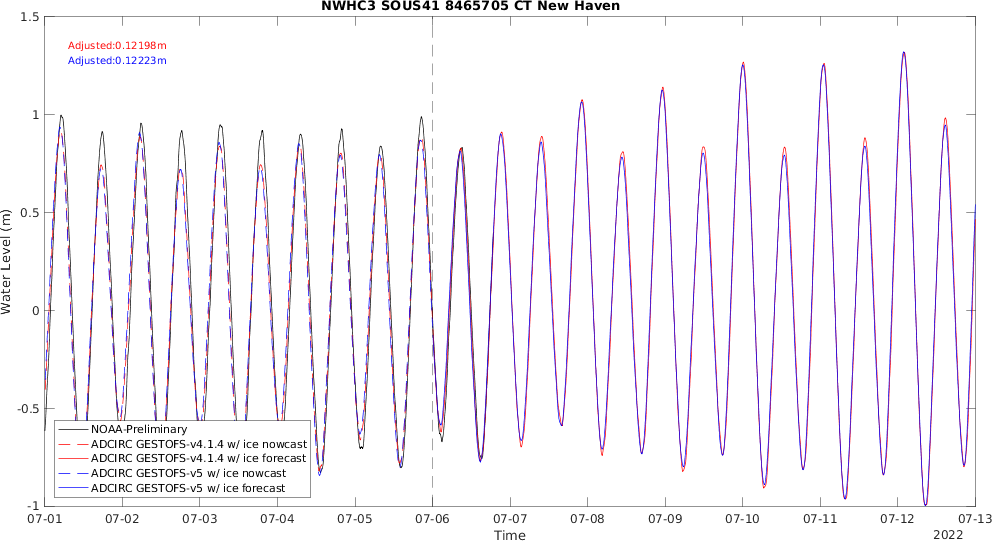 NWHC3 SOUS41 8465705 CT New Haven
1.5
Adjusted:0.12198m
Adjusted:0.12223m
1
0.5
Water Level (m)
0
-0.5
NOAA-Preliminary
ADCIRC GESTOFS-v4.1.4 w/ ice nowcast
ADCIRC GESTOFS-v4.1.4 w/ ice forecast
ADCIRC GESTOFS-v5 w/ ice nowcast
ADCIRC GESTOFS-v5 w/ ice forecast
-1
07-01 07-02 07-03 07-04 07-05 07-06 07-07 07-08 07-09 07-10 07-11 07-12 07-13
Time
2022